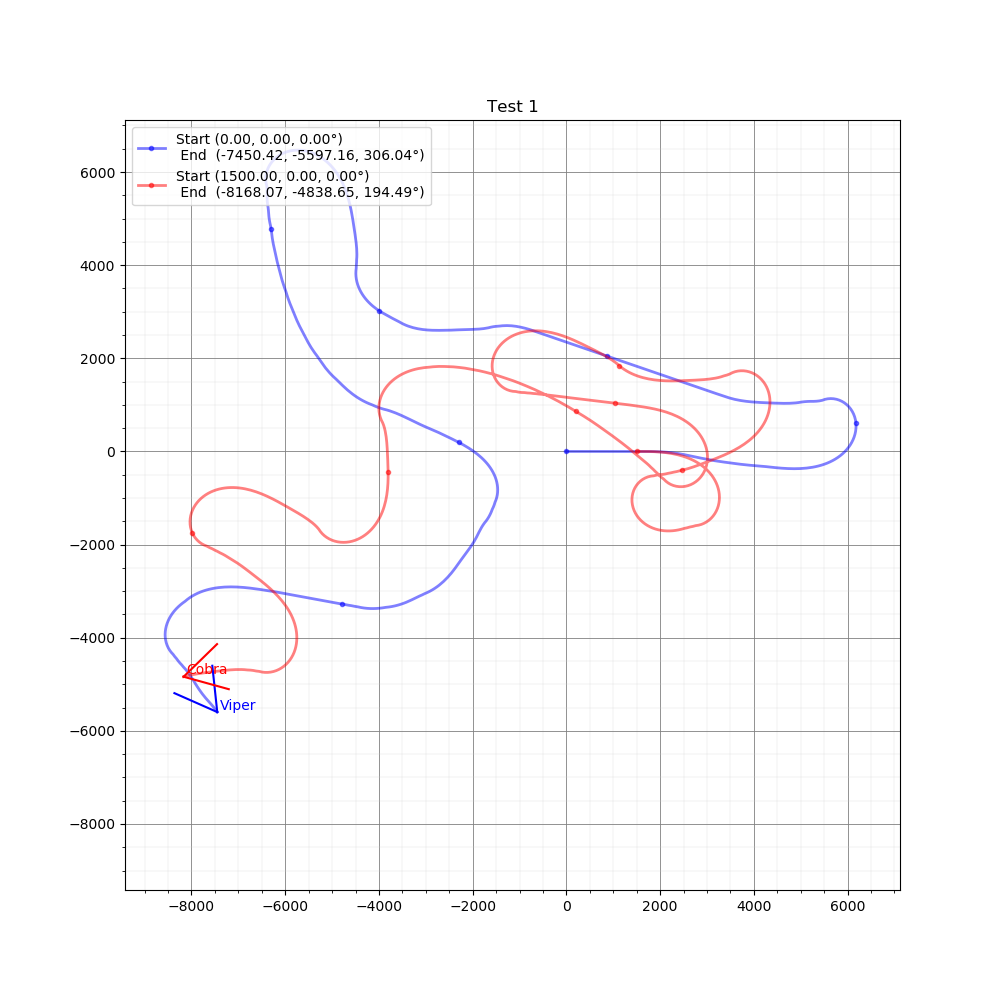 Test 1
Start (0.00, 0.00, 0.00°)
End (-7450.42, -5597.16, 306.04°)
Start (1500.00, 0.00, 0.00°)
End (-8168.07, -4838.65, 194.49°)
6000
4000
2000
0
−2000
−4000
−6000
−8000
Cobra
Viper
−8000 −6000 −4000 −2000 0 2000 4000 6000